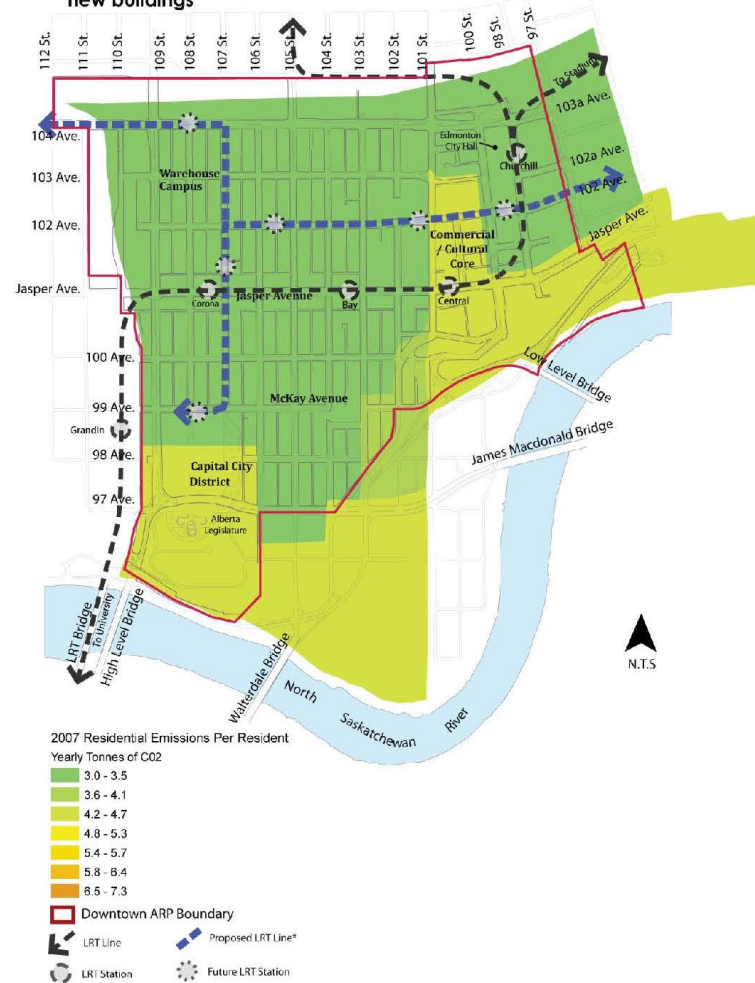 new buildings
112 St.
111 St.
110 St.
109 St.
108 St.
107 St.
106 St.
105 St.
104 St.
103 St.
102 St.
101 St.
100 St.
98 St.
97 St.
To Stadium
103a Ave.
104 Ave.
Edmonton
City Hall
Churchill
102a Ave.
103 Ave.
Warehouse
Campus
102 Ave.
102 Ave.
Commercial
/ Cultural
Core
Jasper Ave.
Jasper Ave.
Corona
Jasper Avenue
Bay
Central
100 Ave.
Low Level Bridge
McKay Avenue
99 Ave.
Grandin
James Macdonald Bridge
98 Ave.
Capital City
District
97 Ave.
Alberta
Legislature
LRT Bridge
To University
High Level Bridge
Walterdale Bridge
North
Saskatchewan
River
N.T.S
2007 Residential Emissions Per Resident
Yearly Tonnes of C02
3.0 - 3.5
3.6 - 4.1
4.2 - 4.7
4.8 - 5.3
5.4 - 5.7
5.8 - 6.4
6.5 - 7.3
Downtown ARP Boundary
LRT Line
Proposed LRT Line*
LRT Station
Future LRT Station